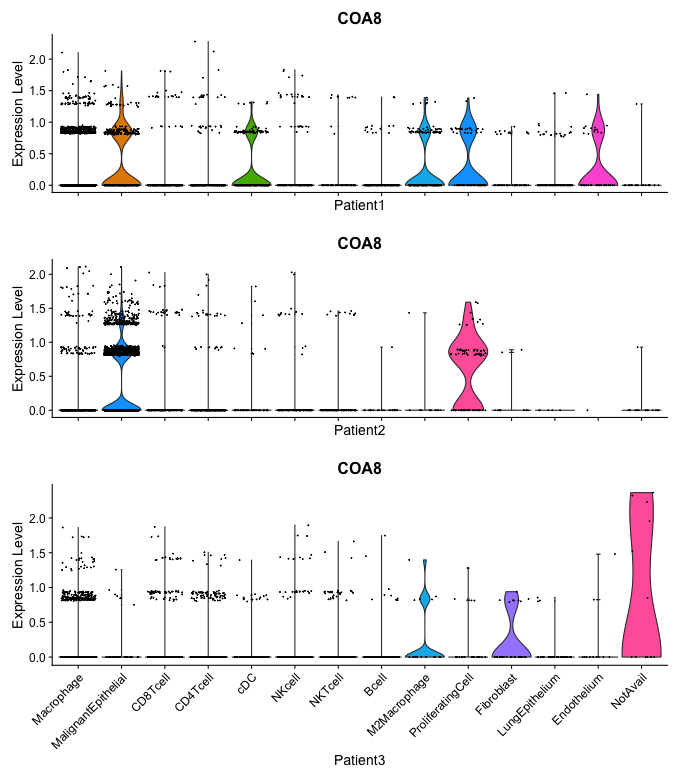 COA8
Expression Level
2.0
1.5
1.0
0.5
0.0
Patient1
COA8
Expression Level
2.0
1.5
1.0
0.5
0.0
Patient2
COA8
Expression Level
2.0
1.5
1.0
0.5
0.0
Macrophage
MalignantEpithelial
CD8Tcell
CD4Tcell
cDC
NKcell
NKTcell
Bcell
M2Macrophage
ProliferatingCell
Fibroblast
LungEpithelium
Endothelium
NotAvail
Patient3